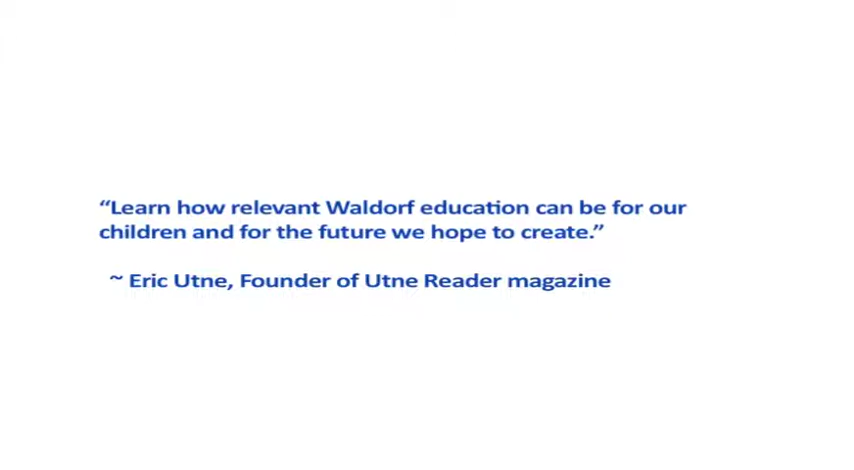 “Learn how relevant Waldorf education can be for our
children and for the future we hope to create.”
~ Eric Utne, Founder of Utne Reader magazine